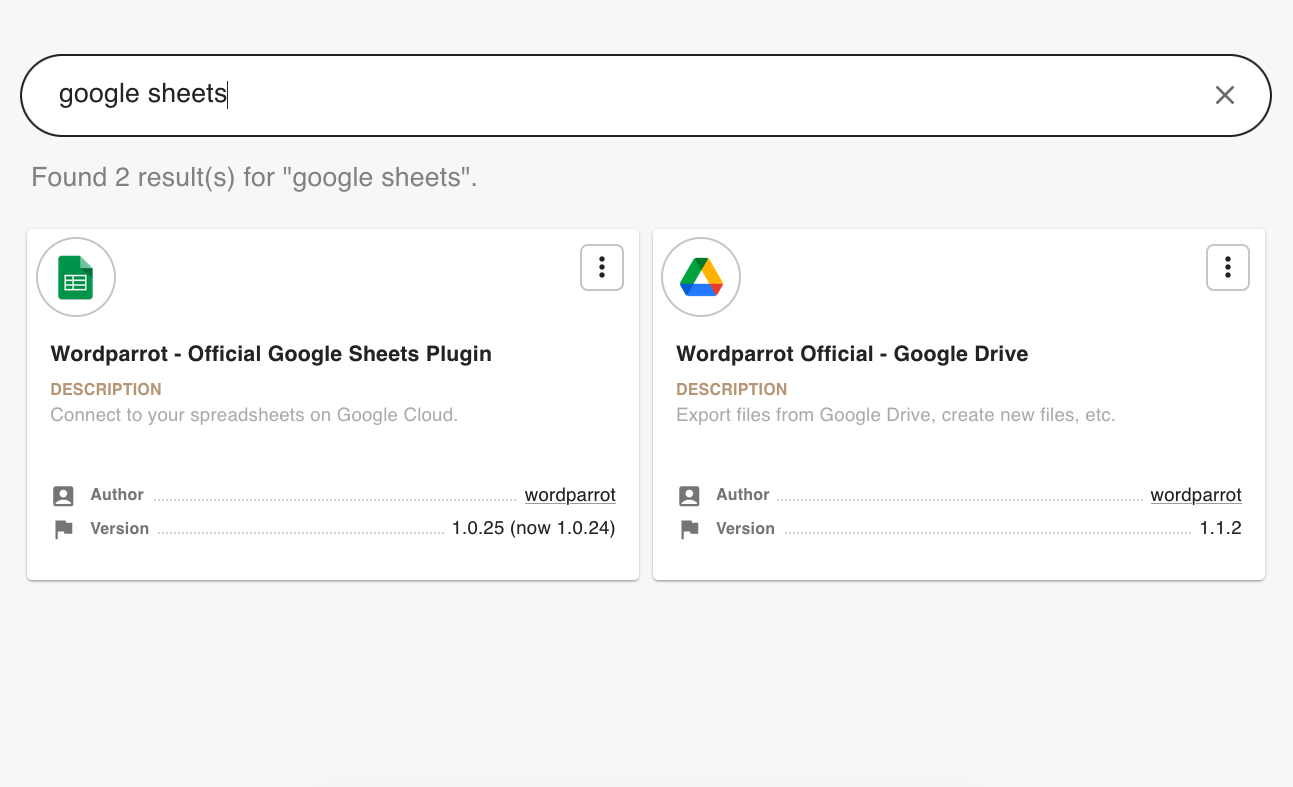 google sheets
Found 2 result(s) for "google sheets".
Wordparrot - Official Google Sheets Plugin
DESCRIPTION
Connect to your spreadsheets on Google Cloud.
Author wordparrot
Version 1.0.25 (now 1.0.24)
Wordparrot Official - Google Drive
DESCRIPTION
Export files from Google Drive, create new files, etc.
Author wordparrot
Version 1.1.2